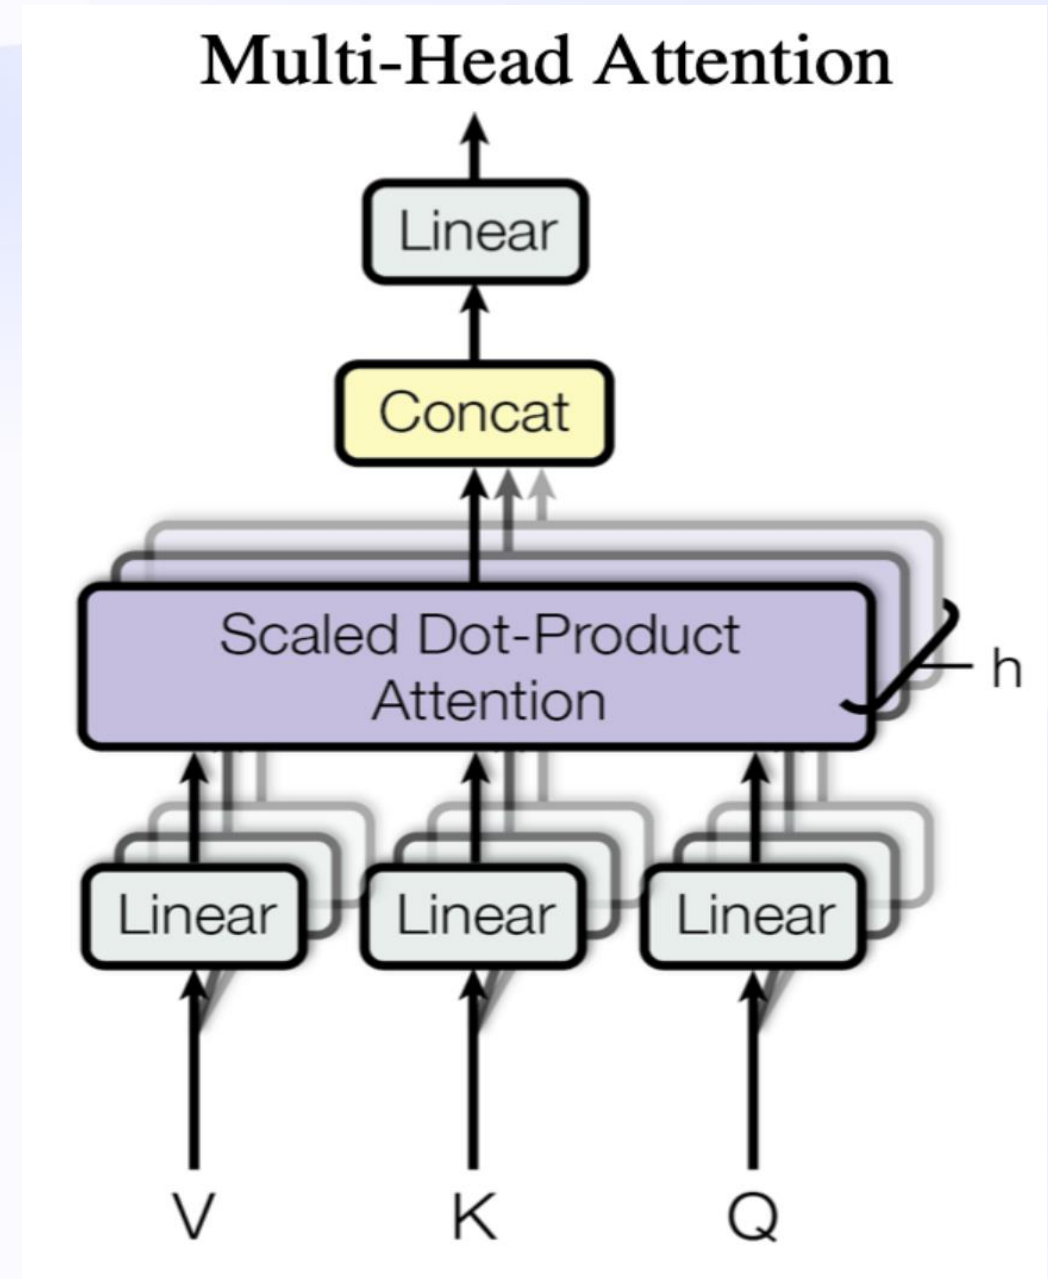 Multi-Head Attention
Linear
Concat
Scaled Dot-Product
Attention
h
Linear
Linear
Linear
V
K
Q